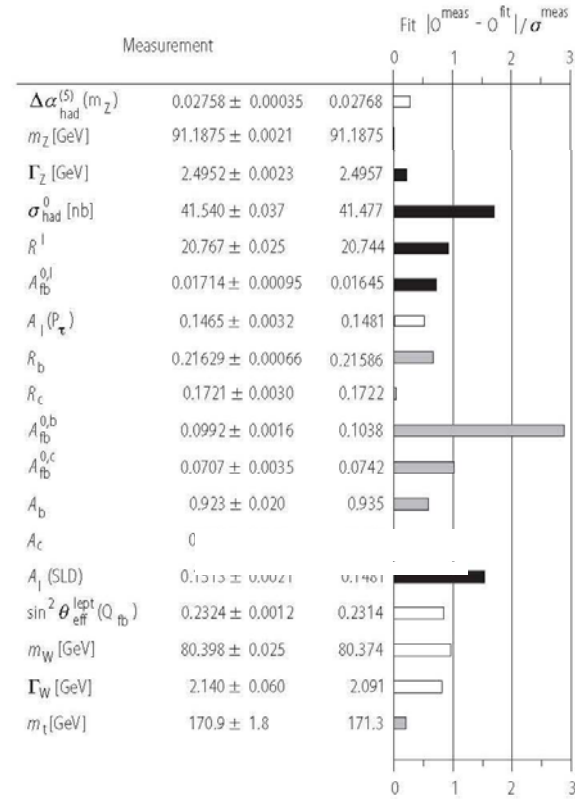 Fit |O^meas - O^fit|/σ^meas
Measurement
0 1 2 3
Δα_had^(5)(m_Z) 0.02758 ± 0.00035 0.02768
m_Z [GeV] 91.1875 ± 0.0021 91.1875
Γ_Z [GeV] 2.4952 ± 0.0023 2.4957
σ_had^0 [nb] 41.540 ± 0.037 41.477
R^l 20.767 ± 0.025 20.744
A_fb^0,l 0.01714 ± 0.00095 0.01645
A_l(P_τ) 0.1465 ± 0.0032 0.1481
R_b 0.21629 ± 0.00066 0.21586
R_c 0.1721 ± 0.0030 0.1722
A_fb^0,b 0.0992 ± 0.0016 0.1038
A_fb^0,c 0.0707 ± 0.0035 0.0742
A_b 0.923 ± 0.020 0.935
A_c 0
A_l (SLD) 0.1513 ± 0.0021 0.1481
sin^2 θ_eff^lept(Q_fb) 0.2324 ± 0.0012 0.2314
m_W [GeV] 80.398 ± 0.025 80.374
Γ_W [GeV] 2.140 ± 0.060 2.091
m_t [GeV] 170.9 ± 1.8 171.3
0 1 2 3